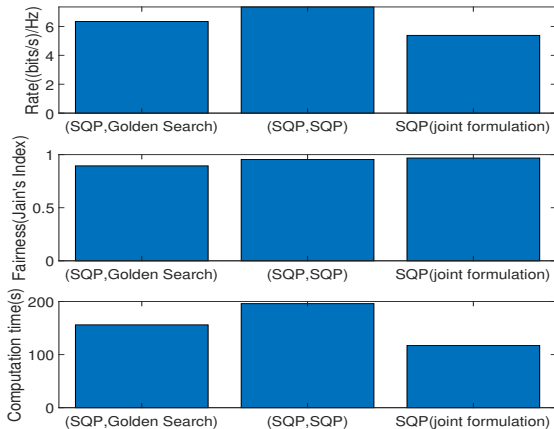 Rate((bits/s)/Hz)
6
4
2
0
(SQP,Golden Search) (SQP,SQP) SQP(joint formulation)
Fairness(Jain's Index)
1
0.5
0
(SQP,Golden Search) (SQP,SQP) SQP(joint formulation)
Computation time(s)
200
100
0
(SQP,Golden Search) (SQP,SQP) SQP(joint formulation)